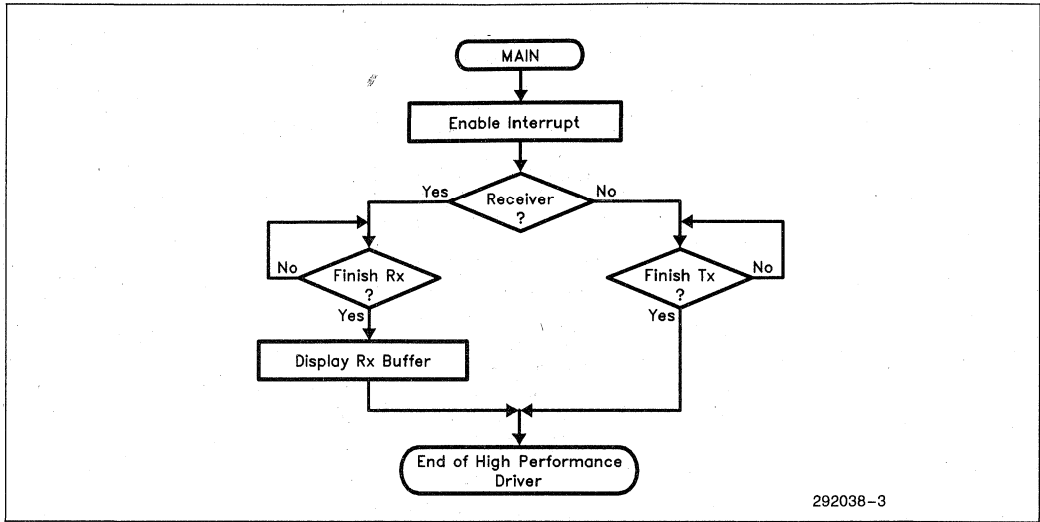 MAIN
Enable Interrupt
Yes
Receiver
?
No
No
Finish Rx
?
Yes
Finish Tx
?
No
Yes
Display Rx Buffer
End of High Performance
Driver
292038-3